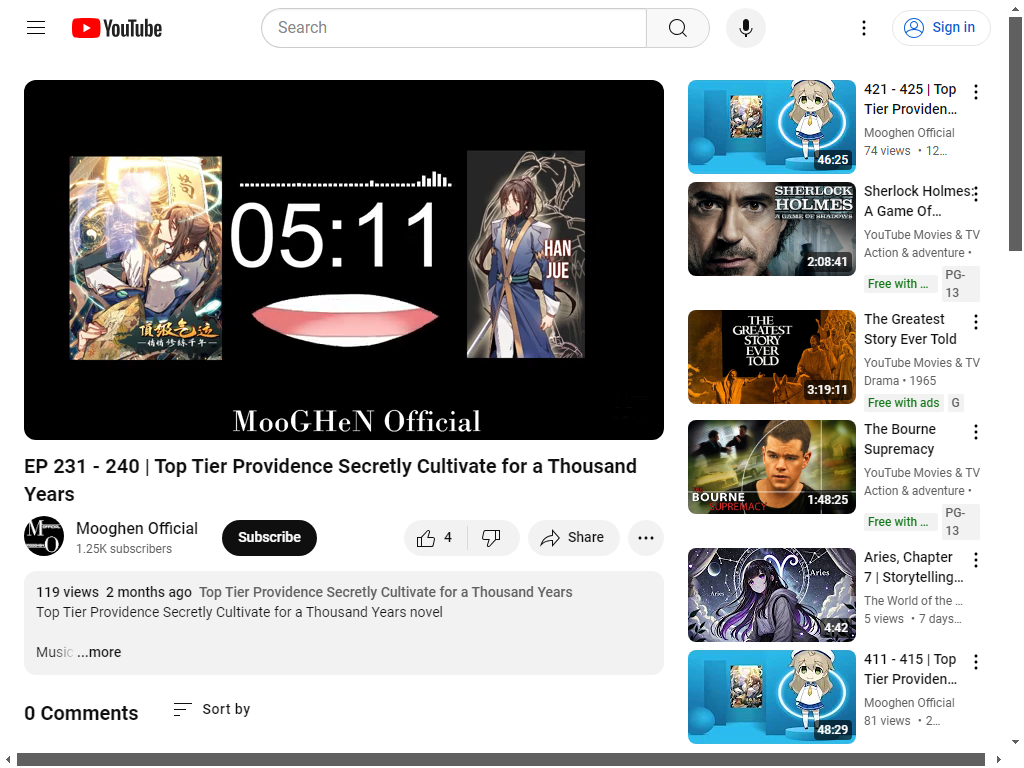 YouTube
Search
Sign in
頂級气运
悄悄修练千年
05:11
HAN
JUE
MooGHeN Official
EP 231 - 240 | Top Tier Providence Secretly Cultivate for a Thousand
Years
Mooghen Official
1.25K subscribers
Subscribe
4
Share
119 views 2 months ago Top Tier Providence Secretly Cultivate for a Thousand Years
Top Tier Providence Secretly Cultivate for a Thousand Years novel
Music ...more
0 Comments
Sort by
46:25
421 - 425 | Top
Tier Providen...
Mooghen Official
74 views • 12...
SHERLOCK
HOLMES
A GAME OF SHADOWS
2:08:41
Sherlock Holmes:
A Game Of...
YouTube Movies & TV
Action & adventure •
Free with ...
PG-
13
THE
GREATEST
STORY
EVER
TOLD
3:19:11
The Greatest
Story Ever Told
YouTube Movies & TV
Drama • 1965
Free with ads
G
BOURNE
SUPREMACY
1:48:25
The Bourne
Supremacy
YouTube Movies & TV
Action & adventure •
Free with ...
PG-
13
Aries
Aries
4:42
Aries, Chapter
7 | Storytelling...
The World of the ...
5 views • 7 days...
48:29
411 - 415 | Top
Tier Providen...
Mooghen Official
81 views • 2...